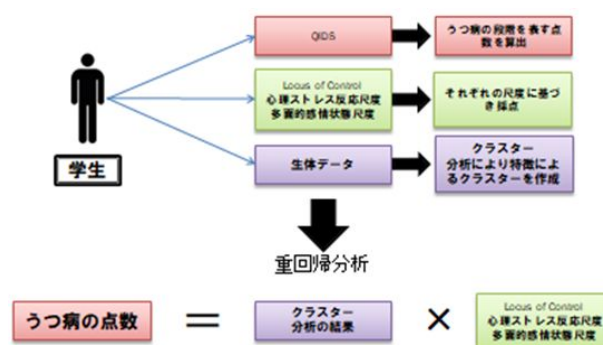 QIDS
うつ病の段階を表す点
数を算出
Locus of Control
心理ストレス反応尺度
多面的感情状態尺度
それぞれの尺度に基づ
き採点
学生
生体データ
クラスター
分析により特徴によ
るクラスターを作成
重回帰分析
うつ病の点数
=
クラスター
分析の結果
×
Locus of Control
心理ストレス反応尺度
多面的感情状態尺度